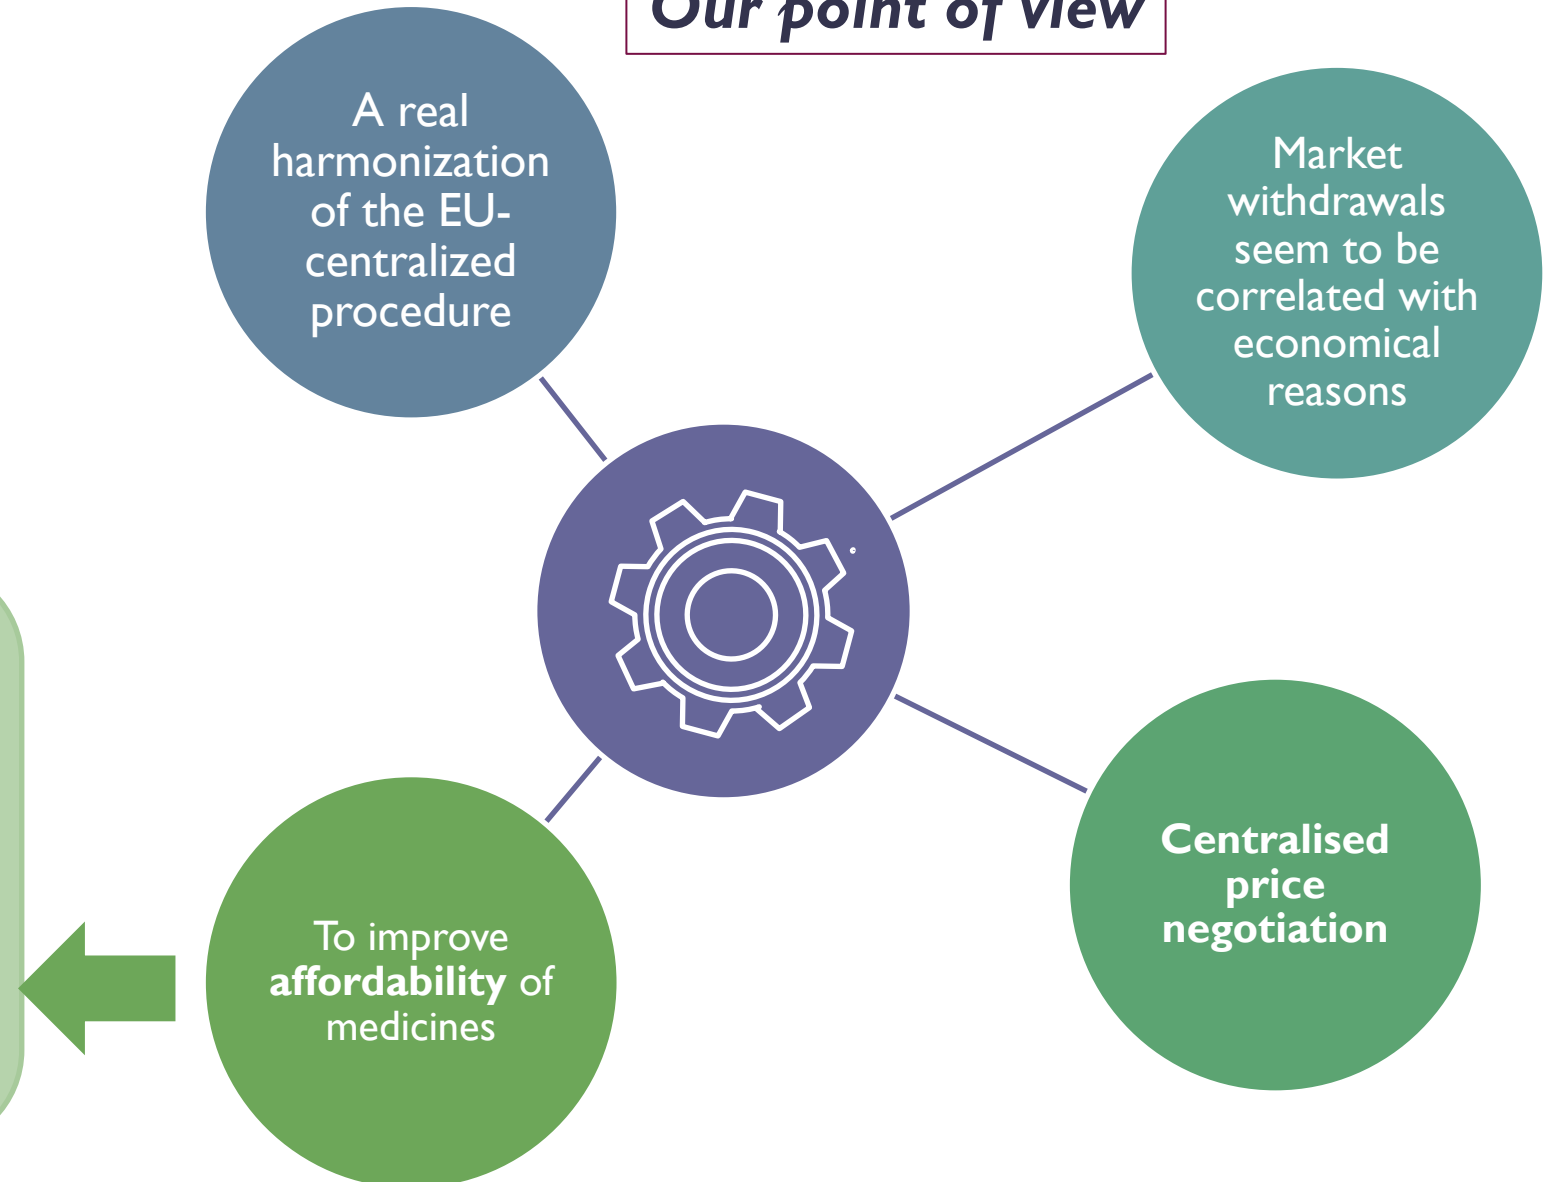 Our point of view
A real
harmonization
of the EU-
centralized
procedure
Market
withdrawals
seem to be
correlated with
economical
reasons
Centralised
price
negotiation
To improve
affordability of
medicines